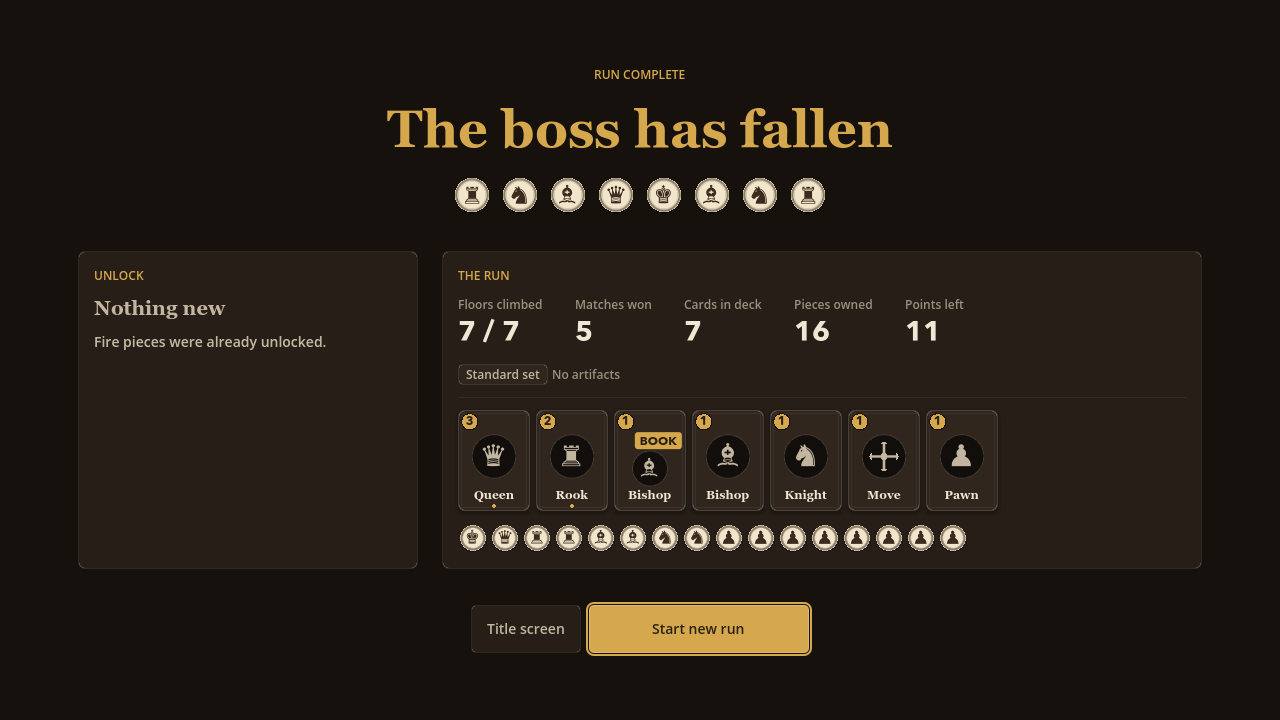 RUN COMPLETE
The boss has fallen
UNLOCK
Nothing new
Fire pieces were already unlocked.
THE RUN
Floors climbed Matches won Cards in deck Pieces owned Points left
7 / 7 5 7 16 11
Standard set No artifacts
3 2 1 1 1 1 1
BOOK
Queen Rook Bishop Bishop Knight Move Pawn
Title screen Start new run